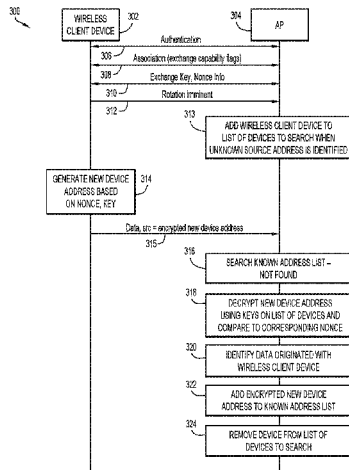 300
WIRELESS
CLIENT DEVICE
302
AP
304
Authentication
306
Association (exchange capability flags)
308
Exchange Key, Nonce Info
310
Rotation imminent
312
313
ADD WIRELESS CLIENT DEVICE TO
LIST OF DEVICES TO SEARCH WHEN
UNKNOWN SOURCE ADDRESS IS IDENTIFIED
GENERATE NEW DEVICE
ADDRESS BASED
ON NONCE, KEY
314
Data, src = encrypted new device address
315
316
SEARCH KNOWN ADDRESS LIST –
NOT FOUND
318
DECRYPT NEW DEVICE ADDRESS
USING KEYS ON LIST OF DEVICES AND
COMPARE TO CORRESPONDING NONCE
320
IDENTIFY DATA ORIGINATED WITH
WIRELESS CLIENT DEVICE
322
ADD ENCRYPTED NEW DEVICE
ADDRESS TO KNOWN ADDRESS LIST
324
REMOVE DEVICE FROM LIST OF
DEVICES TO SEARCH